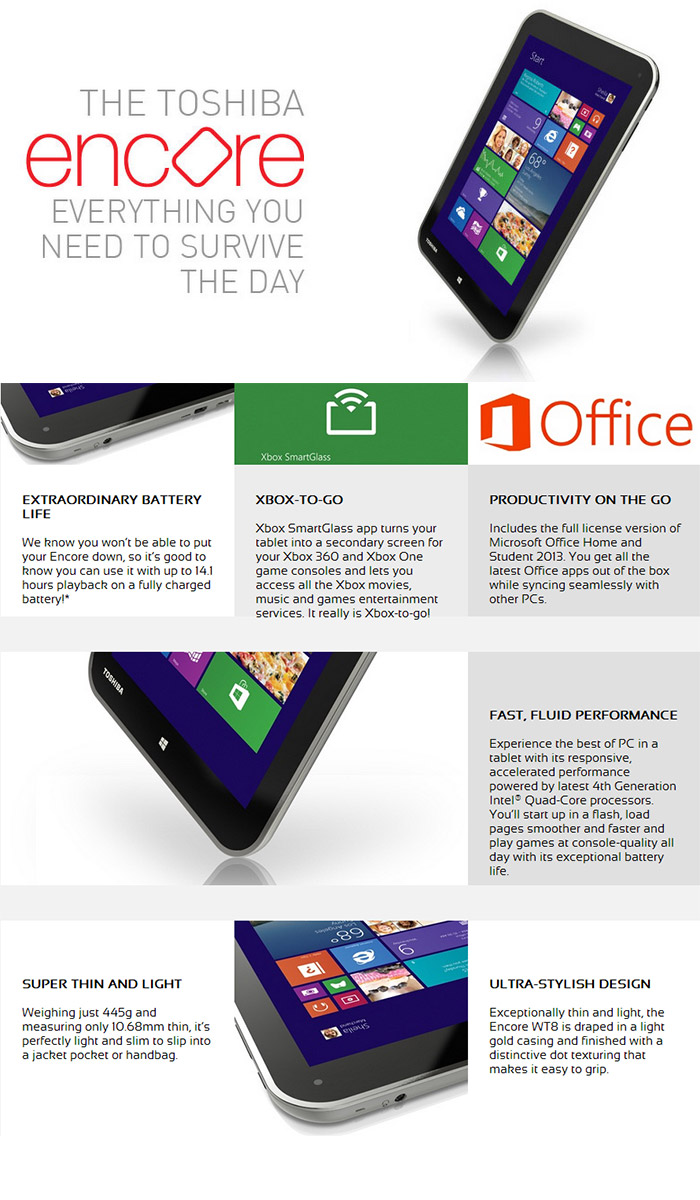 THE TOSHIBA
encore
EVERYTHING YOU
NEED TO SURVIVE
THE DAY
Start
Sheila
9
68°
TOSHIBA
Sheila
Xbox SmartGlass
Office
EXTRAORDINARY BATTERY
LIFE
We know you won't be able to put
your Encore down, so it's good to
know you can use it with up to 14.1
hours playback on a fully charged
battery!*
XBOX-TO-GO
Xbox SmartGlass app turns your
tablet into a secondary screen for
your Xbox 360 and Xbox One
game consoles and lets you
access all the Xbox movies,
music and games entertainment
services. It really is Xbox-to-go!
PRODUCTIVITY ON THE GO
Includes the full license version of
Microsoft Office Home and
Student 2013. You get all the
latest Office apps out of the box
while syncing seamlessly with
other PCs.
TOSHIBA
FAST, FLUID PERFORMANCE
Experience the best of PC in a
tablet with its responsive,
accelerated performance
powered by latest 4th Generation
Intel® Quad-Core processors.
You'll start up in a flash, load
pages smoother and faster and
play games at console-quality all
day with its exceptional battery
life.
SUPER THIN AND LIGHT
Weighing just 445g and
measuring only 10.68mm thin, it's
perfectly light and slim to slip into
a jacket pocket or handbag.
68°
Los Angeles
9
Sheila
ULTRA-STYLISH DESIGN
Exceptionally thin and light, the
Encore WT8 is draped in a light
gold casing and finished with a
distinctive dot texturing that
makes it easy to grip.